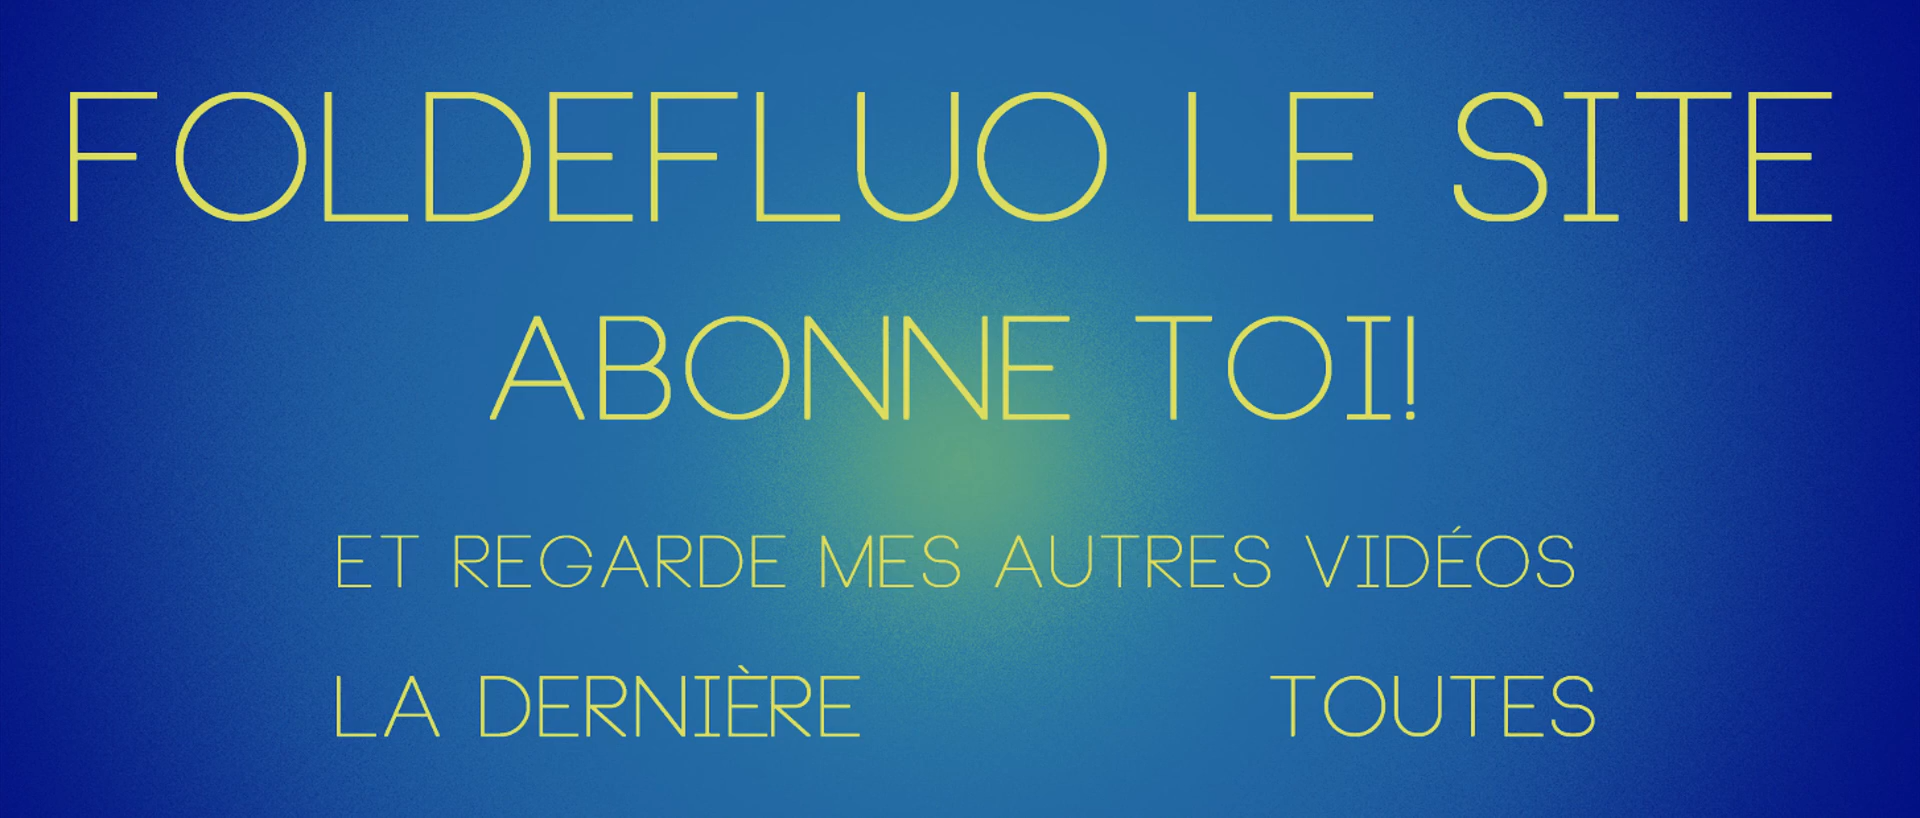 FOLDEFLUO LE SITE
ABONNE TOI!
ET REGARDE MES AUTRES VIDÉOS
LA DERNIÈRE TOUTES